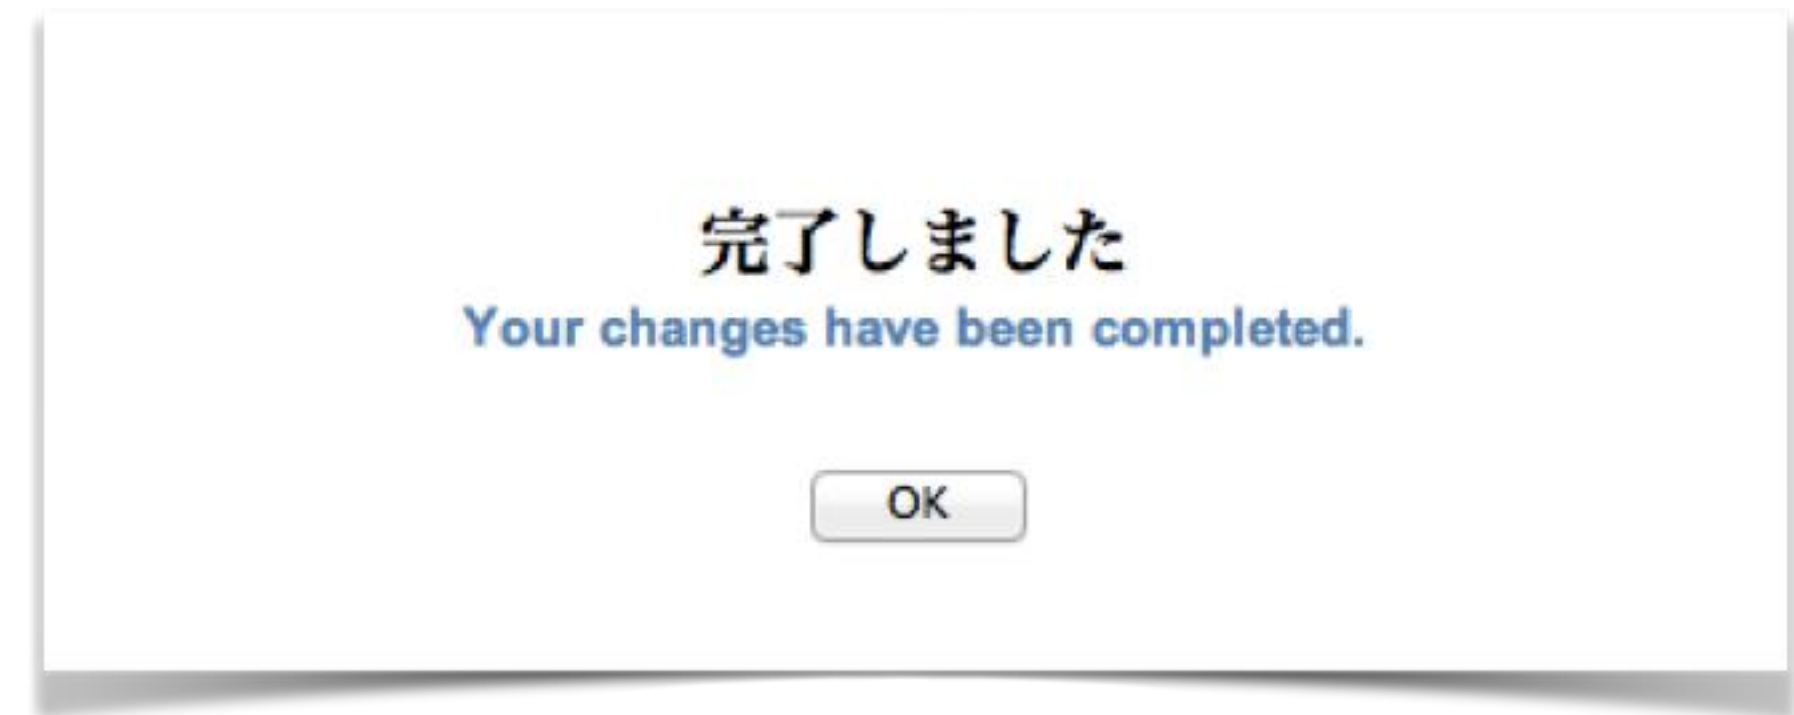 完了しました
Your changes have been completed.
OK